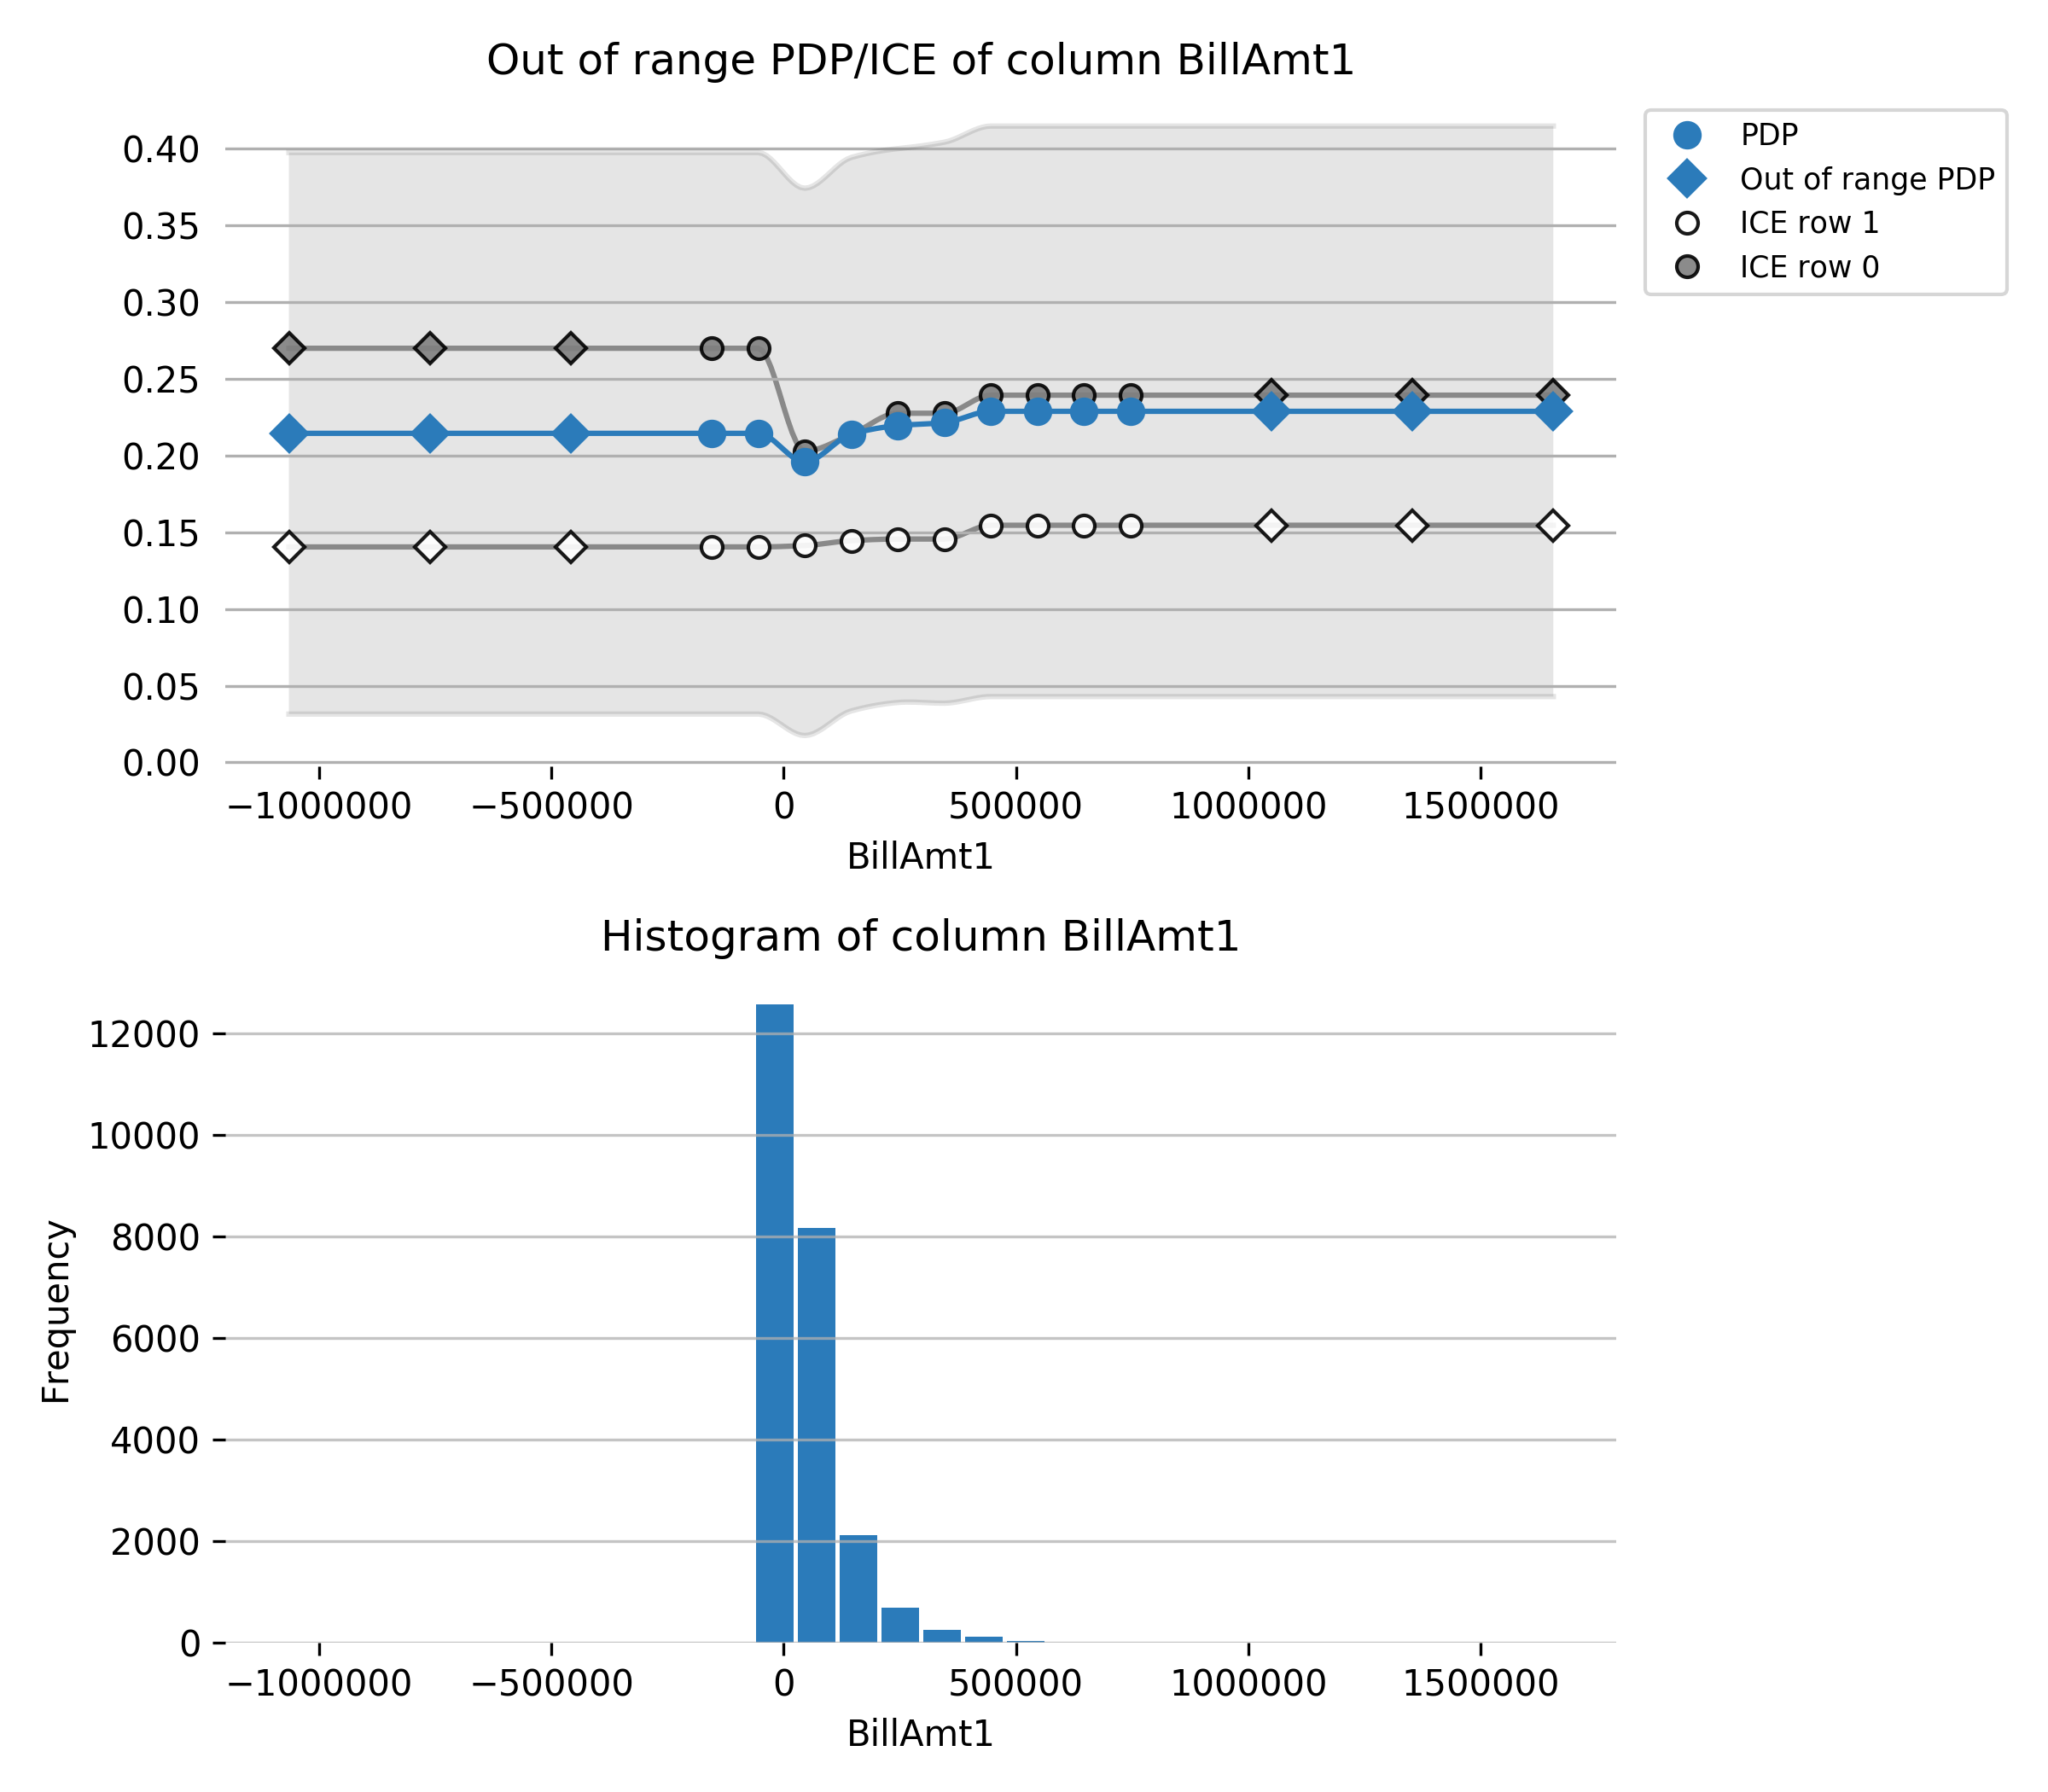 Out of range PDP/ICE of column BillAmt1
PDP
Out of range PDP
ICE row 1
ICE row 0
0.40
0.35
0.30
0.25
0.20
0.15
0.10
0.05
0.00
−1000000 −500000 0 500000 1000000 1500000
BillAmt1
Histogram of column BillAmt1
Frequency
12000
10000
8000
6000
4000
2000
0
−1000000 −500000 0 500000 1000000 1500000
BillAmt1